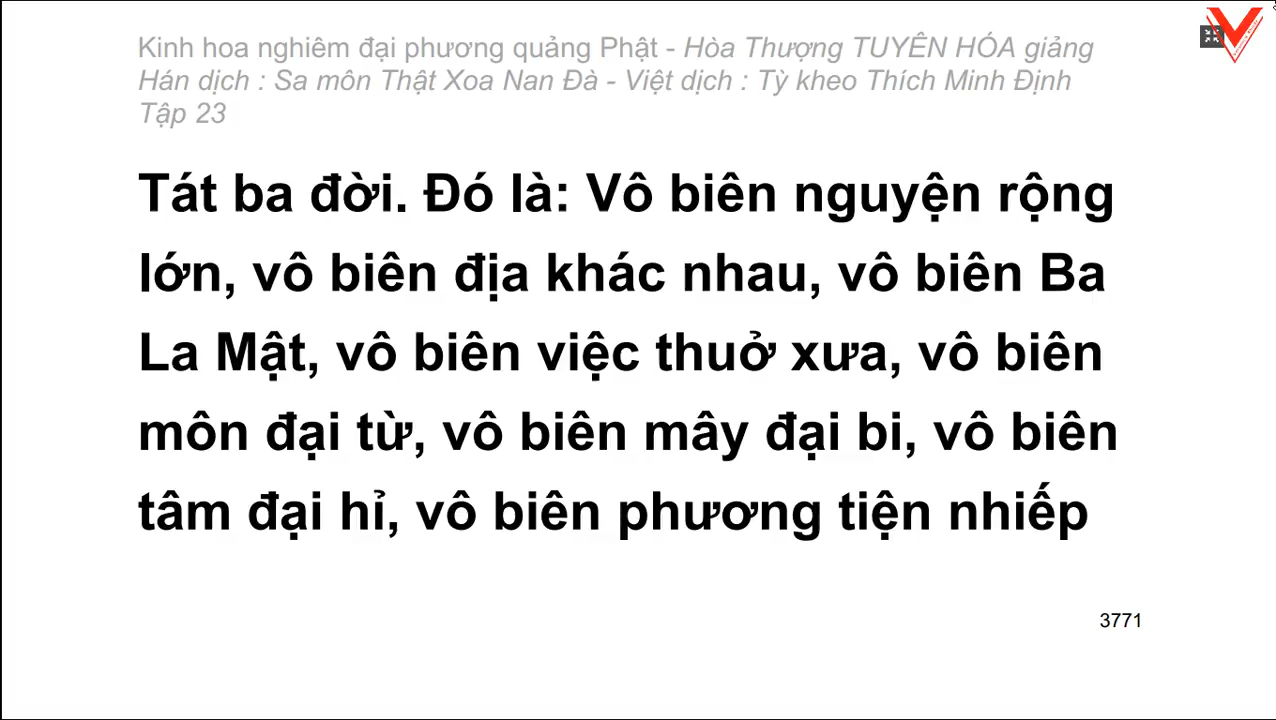 Kinh hoa nghiêm đại phương quảng Phật - Hòa Thượng TUYÊN HÓA giảng
Hán dịch : Sa môn Thật Xoa Nan Đà - Việt dịch : Tỳ kheo Thích Minh Định
Tập 23
Tát ba đời. Đó là: Vô biên nguyện rộng
lớn, vô biên địa khác nhau, vô biên Ba
La Mật, vô biên việc thuở xưa, vô biên
môn đại từ, vô biên mây đại bi, vô biên
tâm đại hỉ, vô biên phương tiện nhiếp
3771